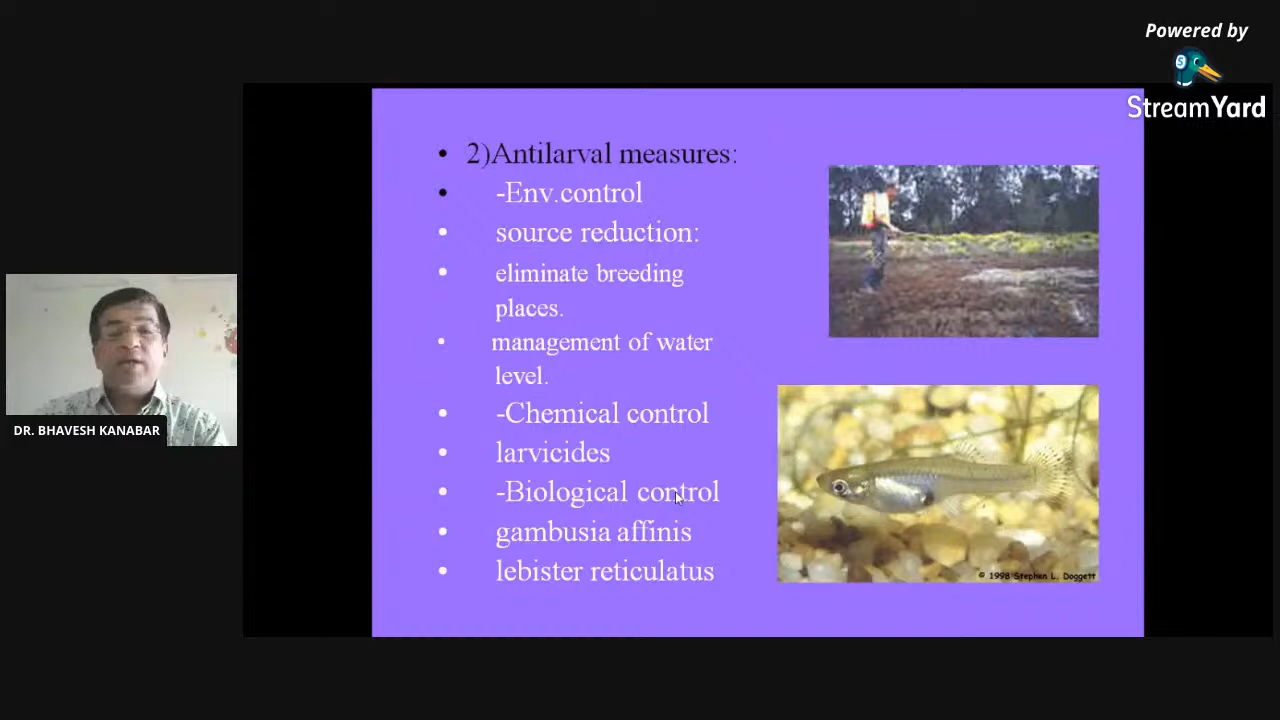 Powered by
StreamYard
• 2)Antilarval measures:
• -Env.control
• source reduction:
• eliminate breeding
places.
• management of water
level.
• -Chemical control
• larvicides
• -Biological control
• gambusia affinis
• lebister reticulatus
© 1998 Stephen L. Doggett
DR. BHAVESH KANABAR